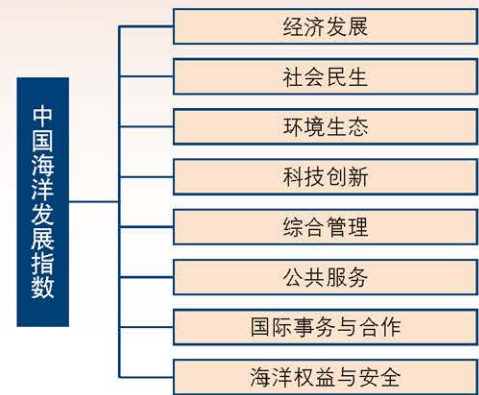 中国海洋发展指数
经济发展
社会民生
环境生态
科技创新
综合管理
公共服务
国际事务与合作
海洋权益与安全